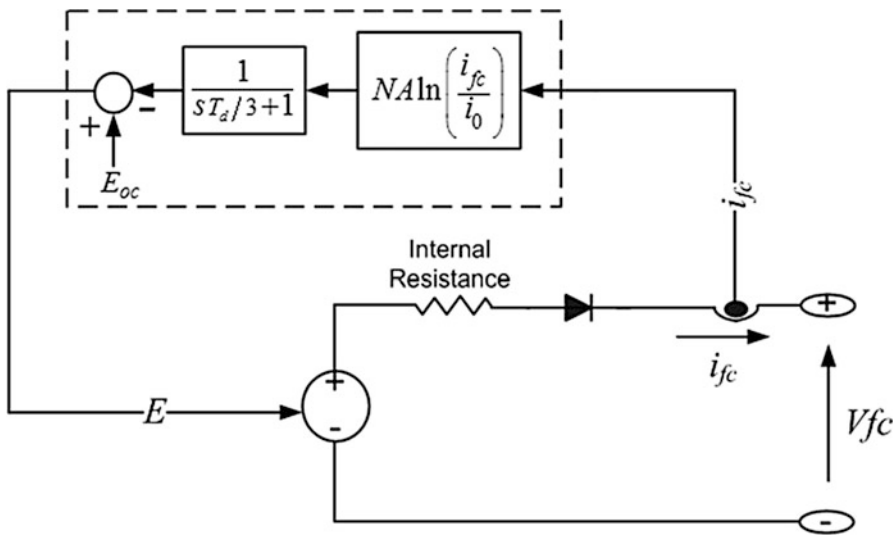 1 / (sT_d/3+1)
NA ln(i_fc / i_0)
+
-
E_oc
i_fc
Internal
Resistance
+
i_fc
+
-
E
Vfc
-